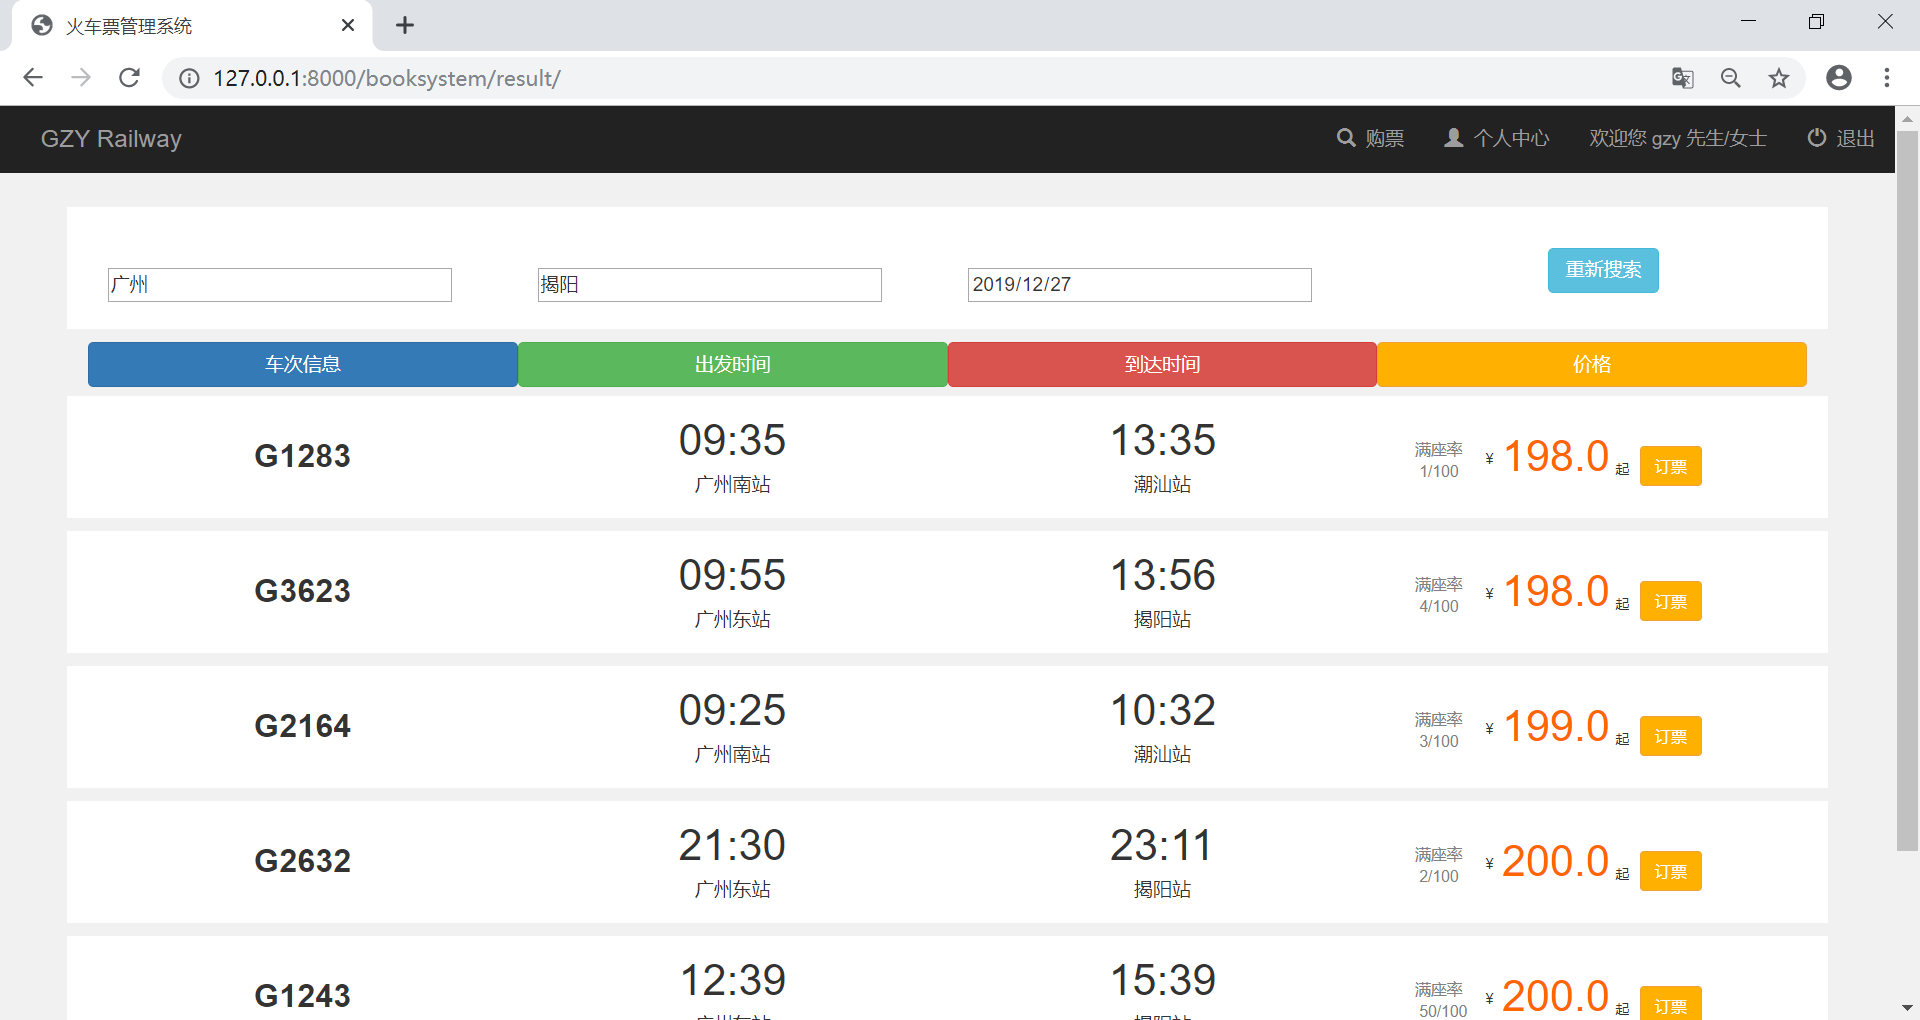 火车票管理系统
127.0.0.1:8000/booksystem/result/
GZY Railway 购票 个人中心 欢迎您 gzy 先生/女士 退出
广州 揭阳 2019/12/27 重新搜索
车次信息 出发时间 到达时间 价格
G1283 09:35 13:35 满座率 ¥ 198.0 起 订票
广州南站 潮汕站 1/100
G3623 09:55 13:56 满座率 ¥ 198.0 起 订票
广州东站 揭阳站 4/100
G2164 09:25 10:32 满座率 ¥ 199.0 起 订票
广州南站 潮汕站 3/100
G2632 21:30 23:11 满座率 ¥ 200.0 起 订票
广州东站 揭阳站 2/100
G1243 12:39 15:39 满座率 ¥ 200.0 起 订票
50/100